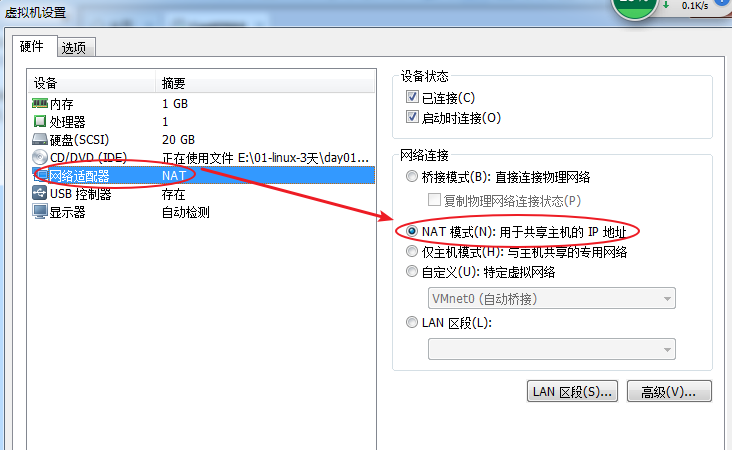 虚拟机设置
0.1K/s
硬件 选项
设备 摘要
内存 1 GB
处理器 1
硬盘(SCSI) 20 GB
CD/DVD (IDE) 正在使用文件 E:\01-linux-3天\day01...
网络适配器 NAT
USB 控制器 存在
显示器 自动检测
设备状态
已连接(C)
启动时连接(O)
网络连接
桥接模式(B): 直接连接物理网络
复制物理网络连接状态(P)
NAT 模式(N): 用于共享主机的 IP 地址
仅主机模式(H): 与主机共享的专用网络
自定义(U): 特定虚拟网络
VMnet0 (自动桥接)
LAN 区段(L):
LAN 区段(S)... 高级(V)...